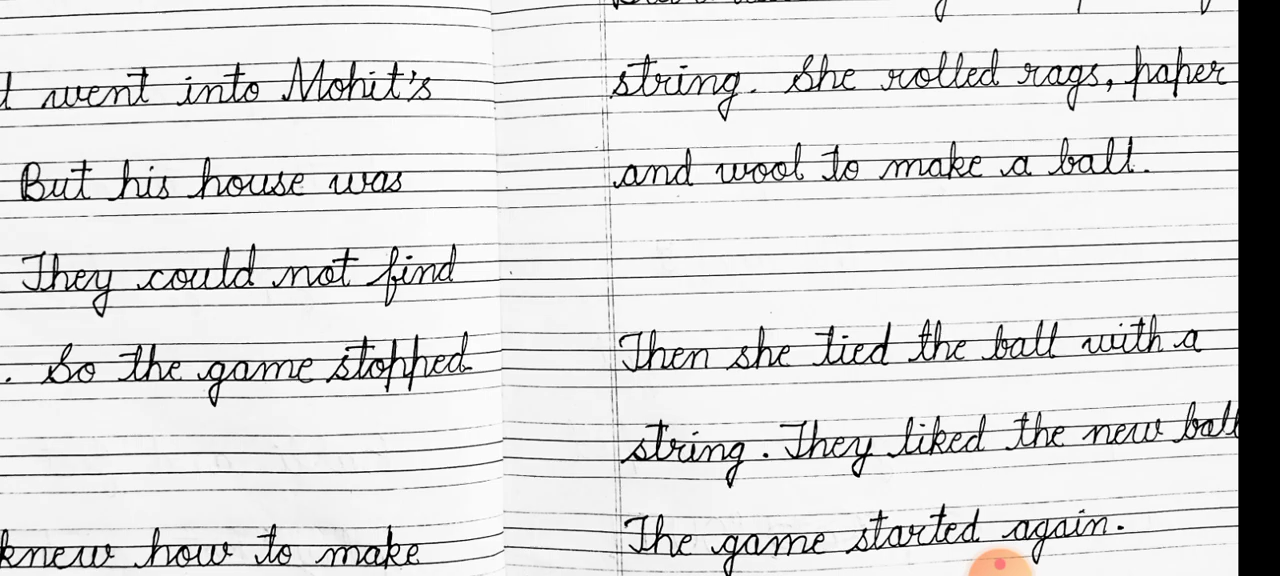 went into Mohit's
But his house was
They could not find
. So the game stopped
knew how to make
string. She rolled rags, paper
and wool to make a ball.
Then she tied the ball with a
string. They liked the new ball
The game started again.